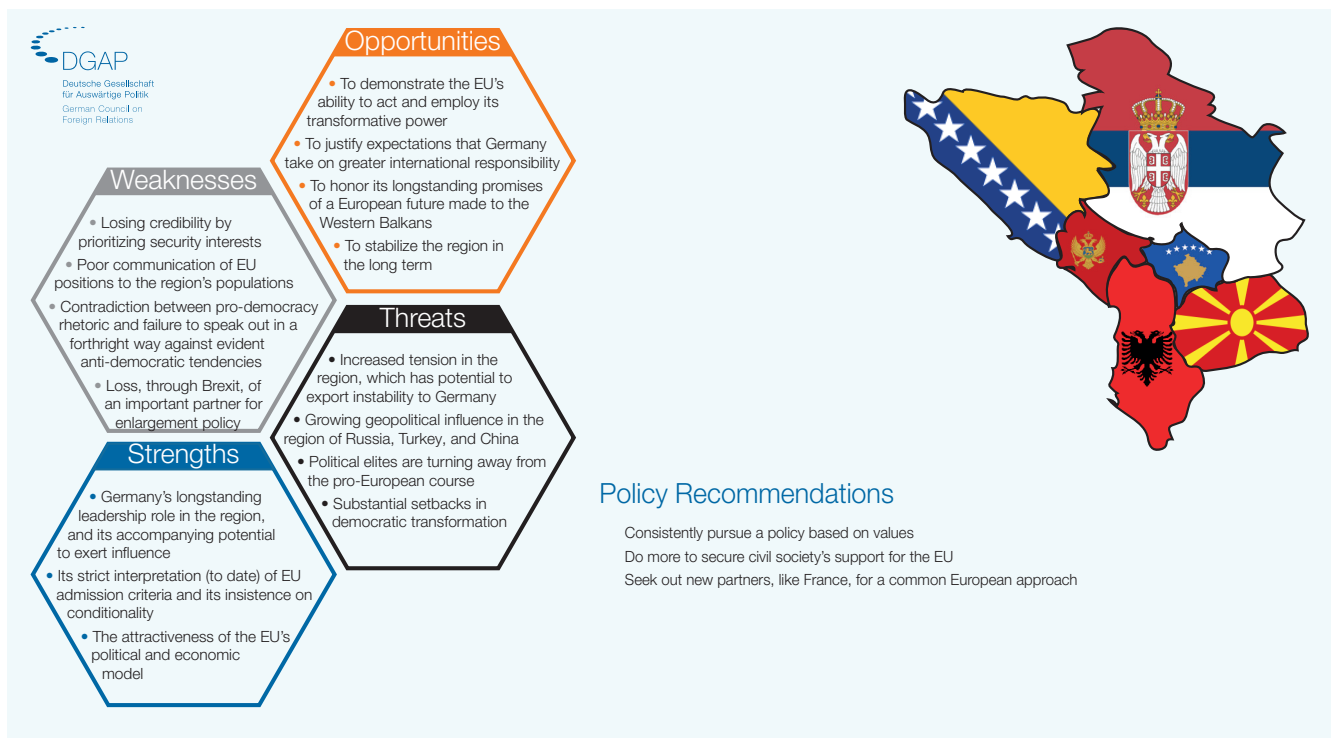 DGAP
Deutsche Gesellschaft
für Auswärtige Politik
German Council on
Foreign Relations
Opportunities
• To demonstrate the EU's
ability to act and employ its
transformative power
• To justify expectations that Germany
take on greater international responsibility
• To honor its longstanding promises
of a European future made to the
Western Balkans
• To stabilize the region in
the long term
Weaknesses
• Losing credibility by
prioritizing security interests
• Poor communication of EU
positions to the region's populations
• Contradiction between pro-democracy
rhetoric and failure to speak out in a
forthright way against evident
anti-democratic tendencies
• Loss, through Brexit, of
an important partner for
enlargement policy
Threats
• Increased tension in the
region, which has potential to
export instability to Germany
• Growing geopolitical influence in the
region of Russia, Turkey, and China
• Political elites are turning away from
the pro-European course
• Substantial setbacks in
democratic transformation
Strengths
• Germany's longstanding
leadership role in the region,
and its accompanying potential
to exert influence
• Its strict interpretation (to date) of EU
admission criteria and its insistence on
conditionality
• The attractiveness of the EU's
political and economic
model
Policy Recommendations
Consistently pursue a policy based on values
Do more to secure civil society's support for the EU
Seek out new partners, like France, for a common European approach